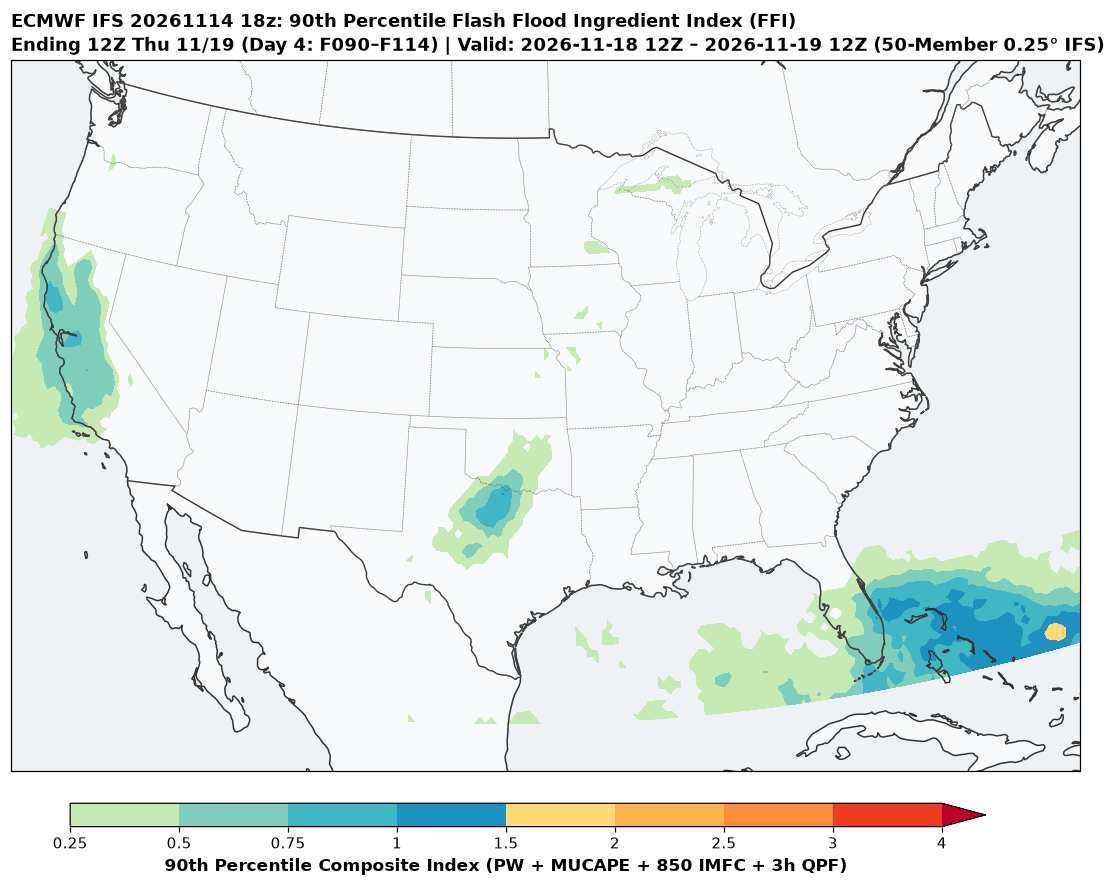 ECMWF IFS 20261114 18z: 90th Percentile Flash Flood Ingredient Index (FFI)
Ending 12Z Thu 11/19 (Day 4: F090–F114) | Valid: 2026-11-18 12Z – 2026-11-19 12Z (50-Member 0.25° IFS)
0.25 0.5 0.75 1 1.5 2 2.5 3 4
90th Percentile Composite Index (PW + MUCAPE + 850 IMFC + 3h QPF)